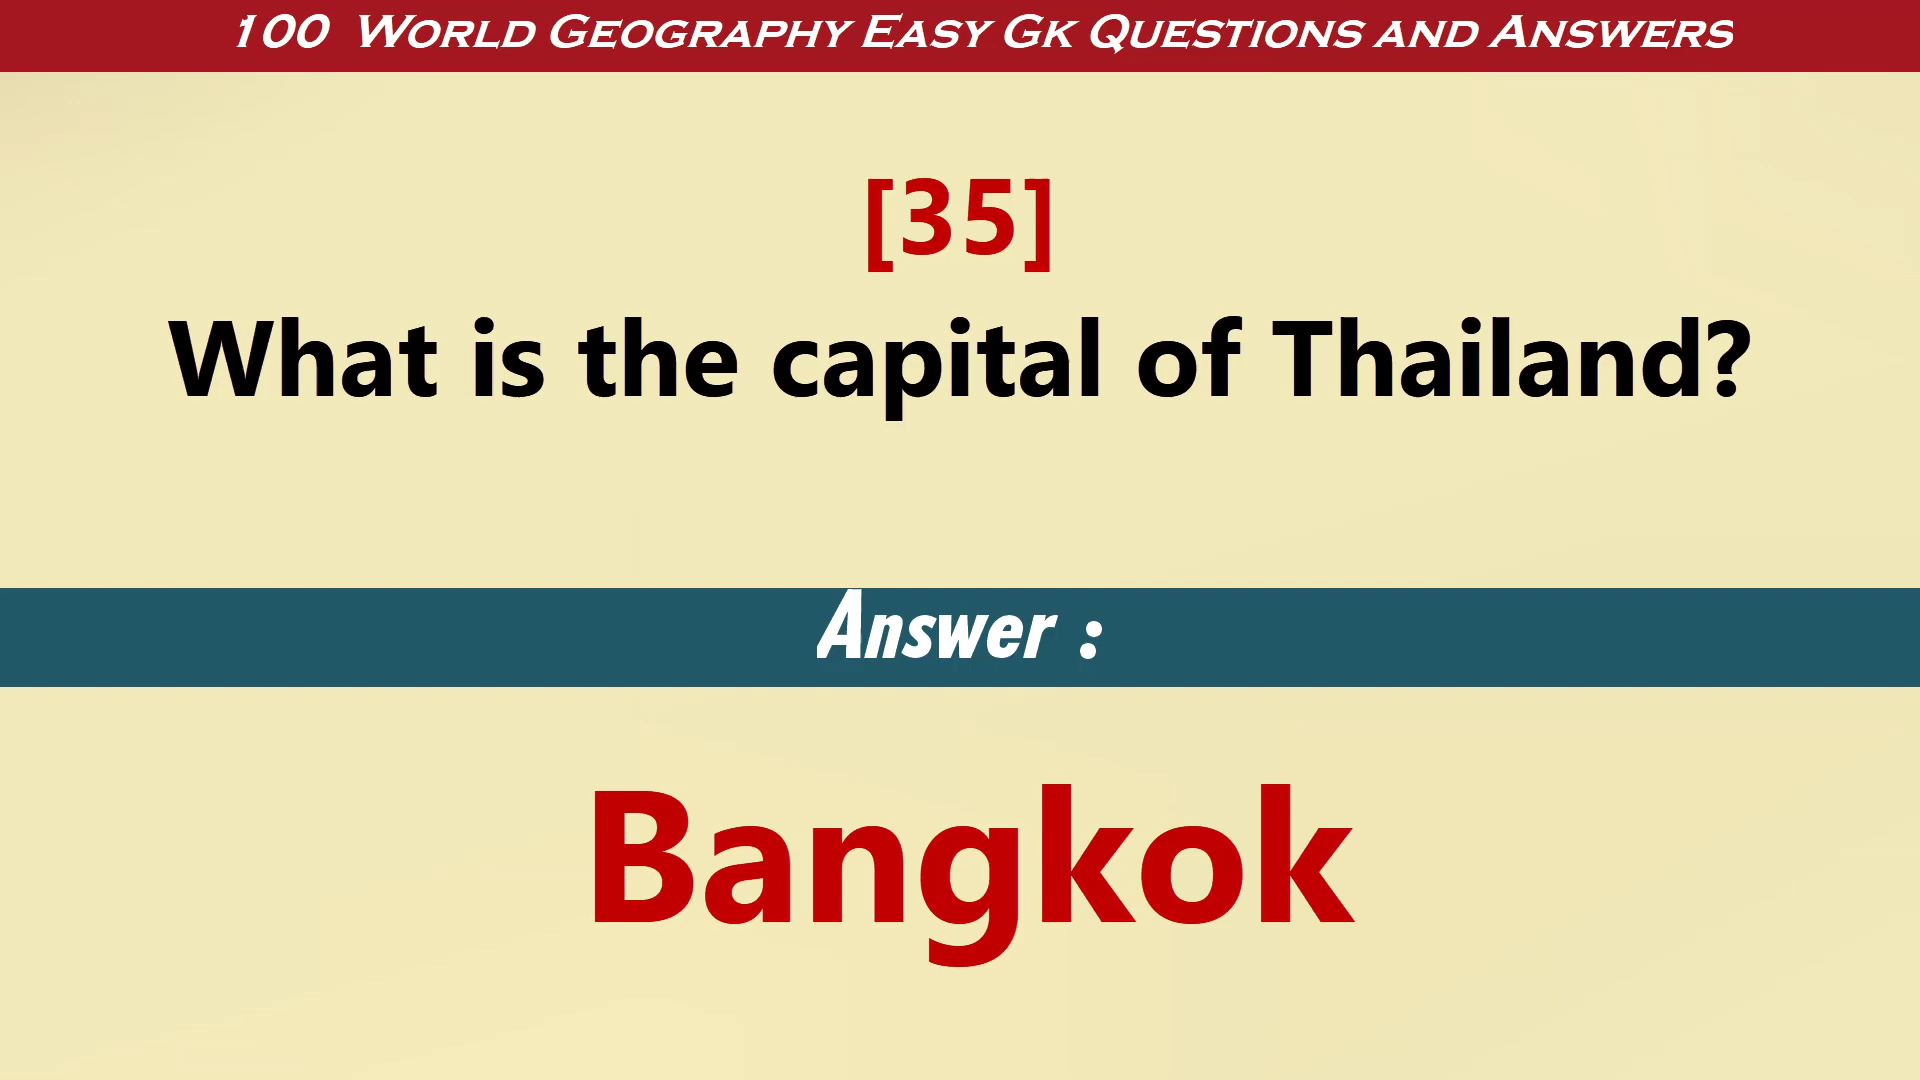 100 World Geography Easy Gk Questions and Answers
[35]
What is the capital of Thailand?
Answer :
Bangkok